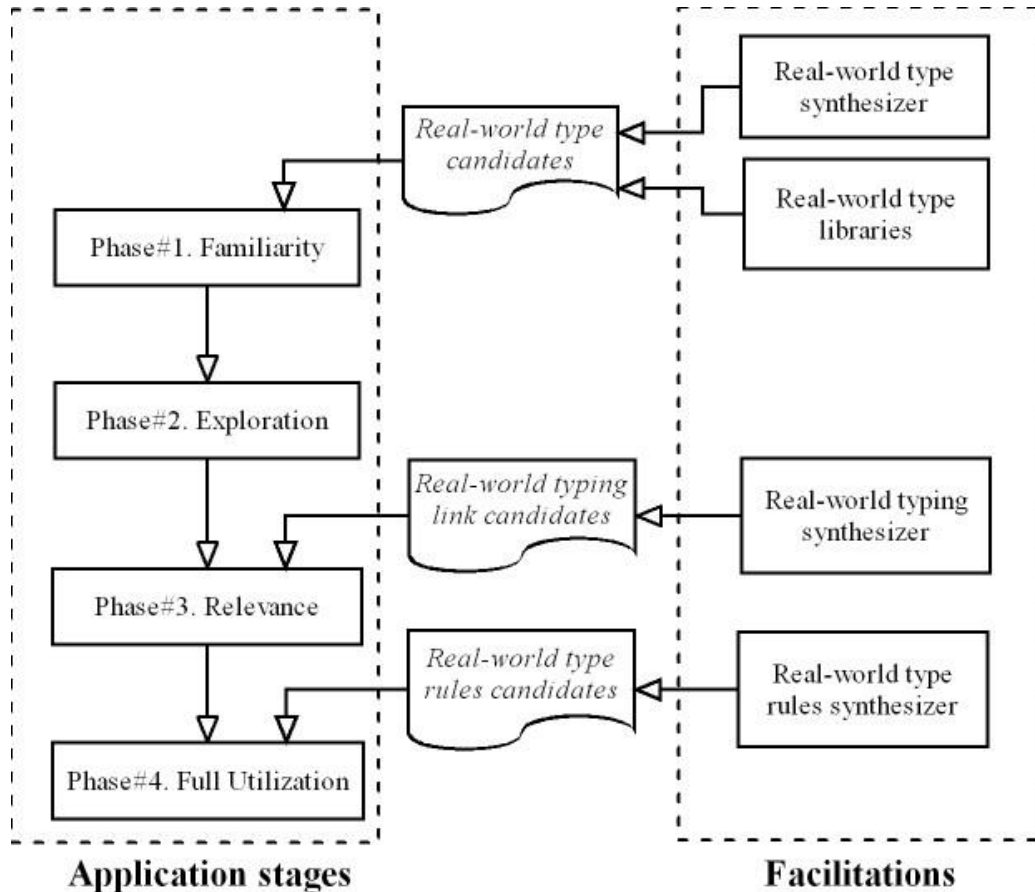 Real-world type
synthesizer
Real-world type
candidates
Real-world type
libraries
Phase#1. Familiarity
Phase#2. Exploration
Real-world typing
link candidates
Real-world typing
synthesizer
Phase#3. Relevance
Real-world type
rules candidates
Real-world type
rules synthesizer
Phase#4. Full Utilization
Application stages
Facilitations